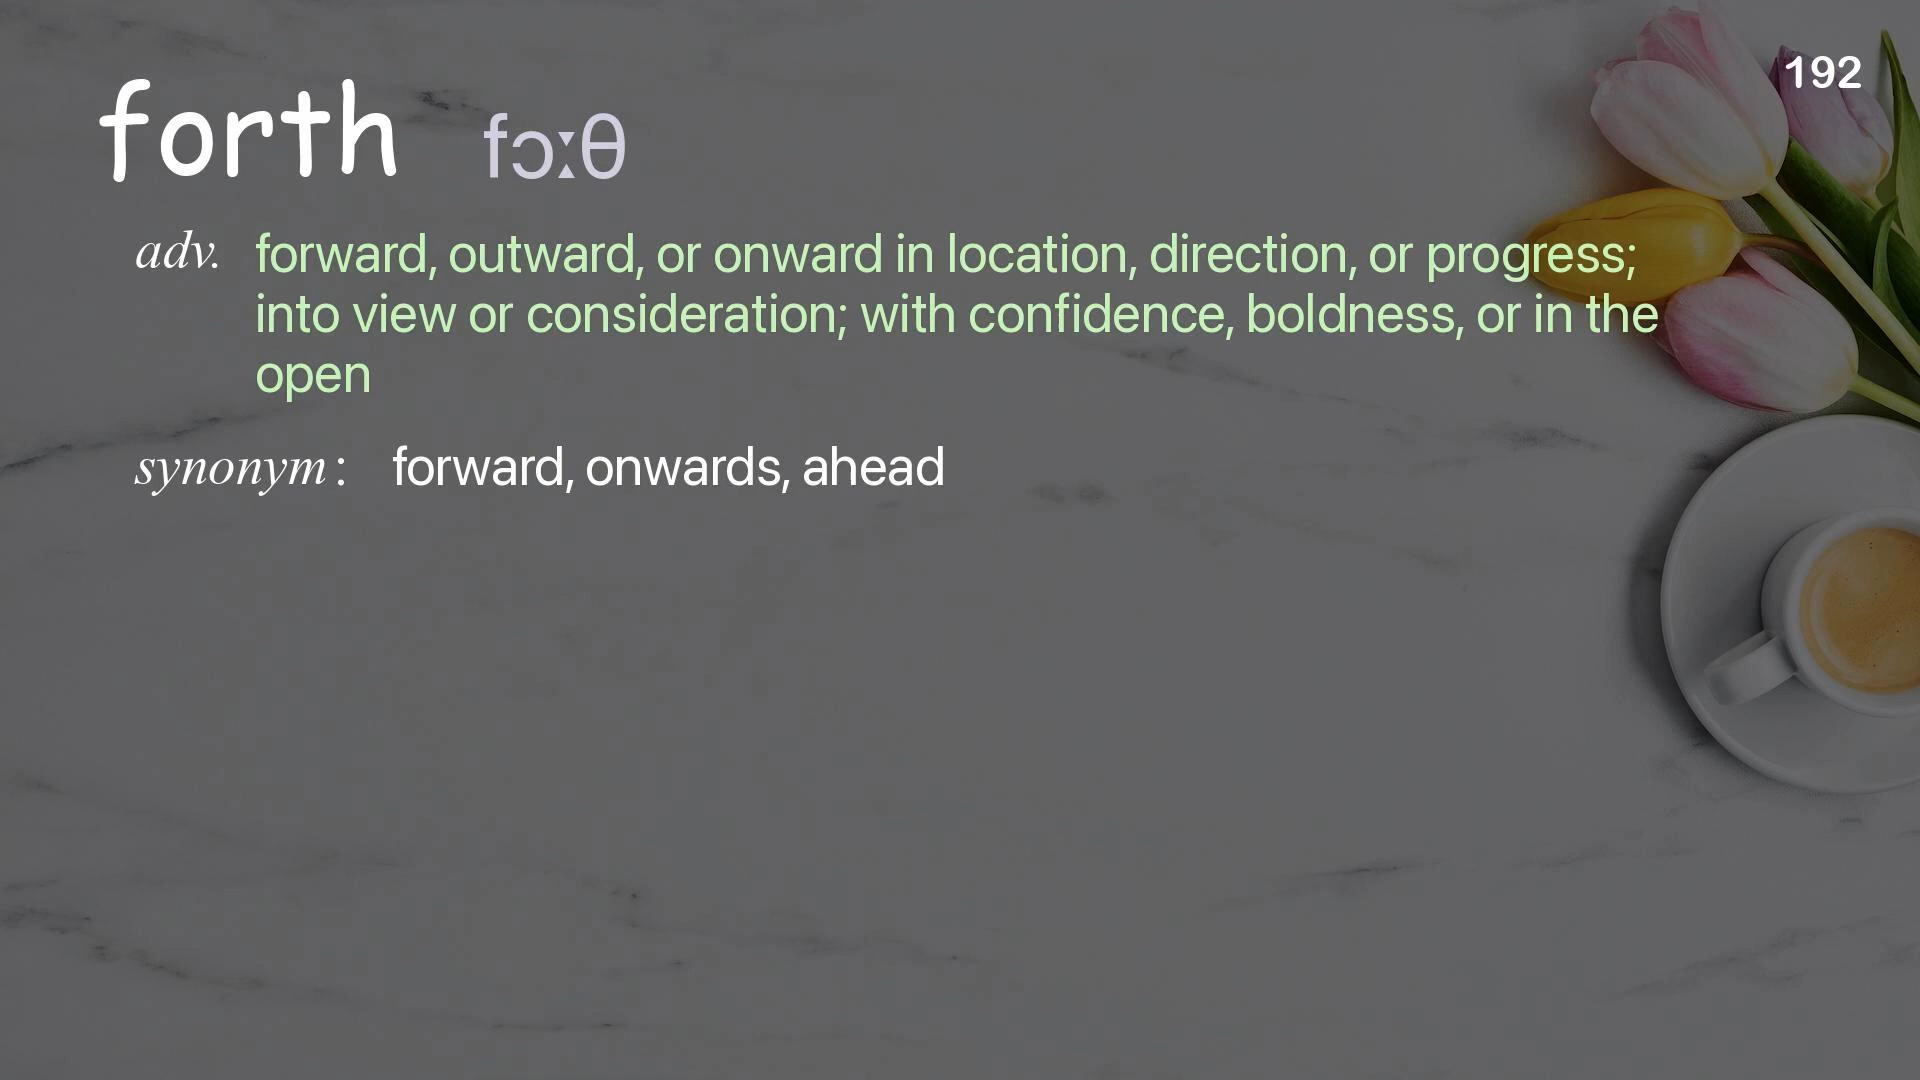 192
forth fɔːθ
adv. forward, outward, or onward in location, direction, or progress;
into view or consideration; with confidence, boldness, or in the
open
synonym : forward, onwards, ahead